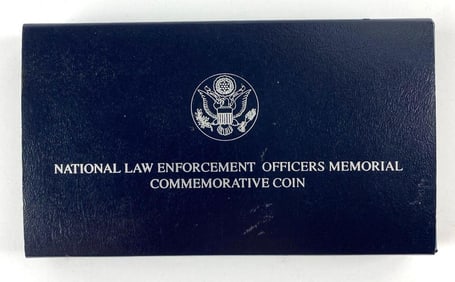 NATIONAL LAW ENFORCEMENT OFFICERS MEMORIAL
COMMEMORATIVE COIN